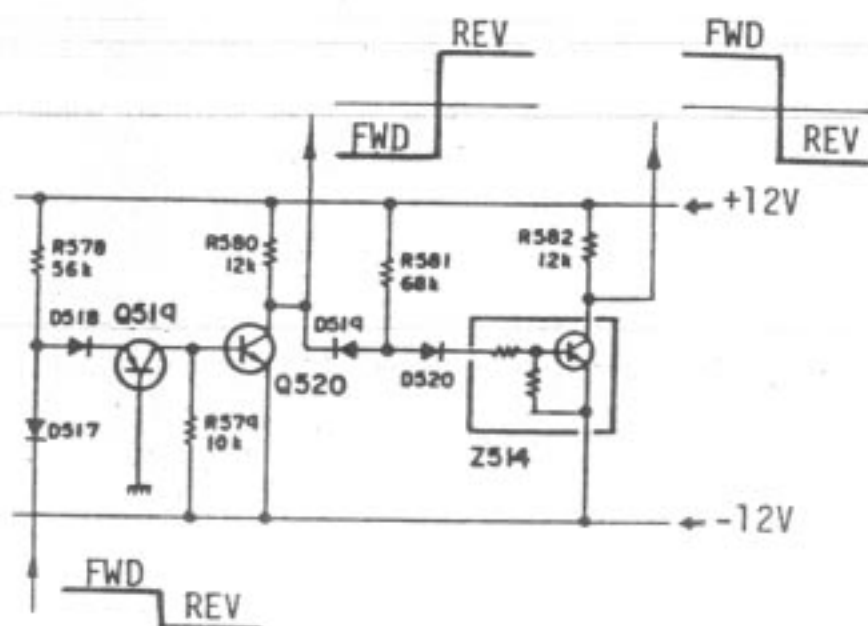 REV FWD
FWD REV
+12V
R578
56k
R580
12k
R581
68k
R582
12k
D518 Q519 D519
Q520 D520
D517 R579
10k
Z514
-12V
FWD
REV